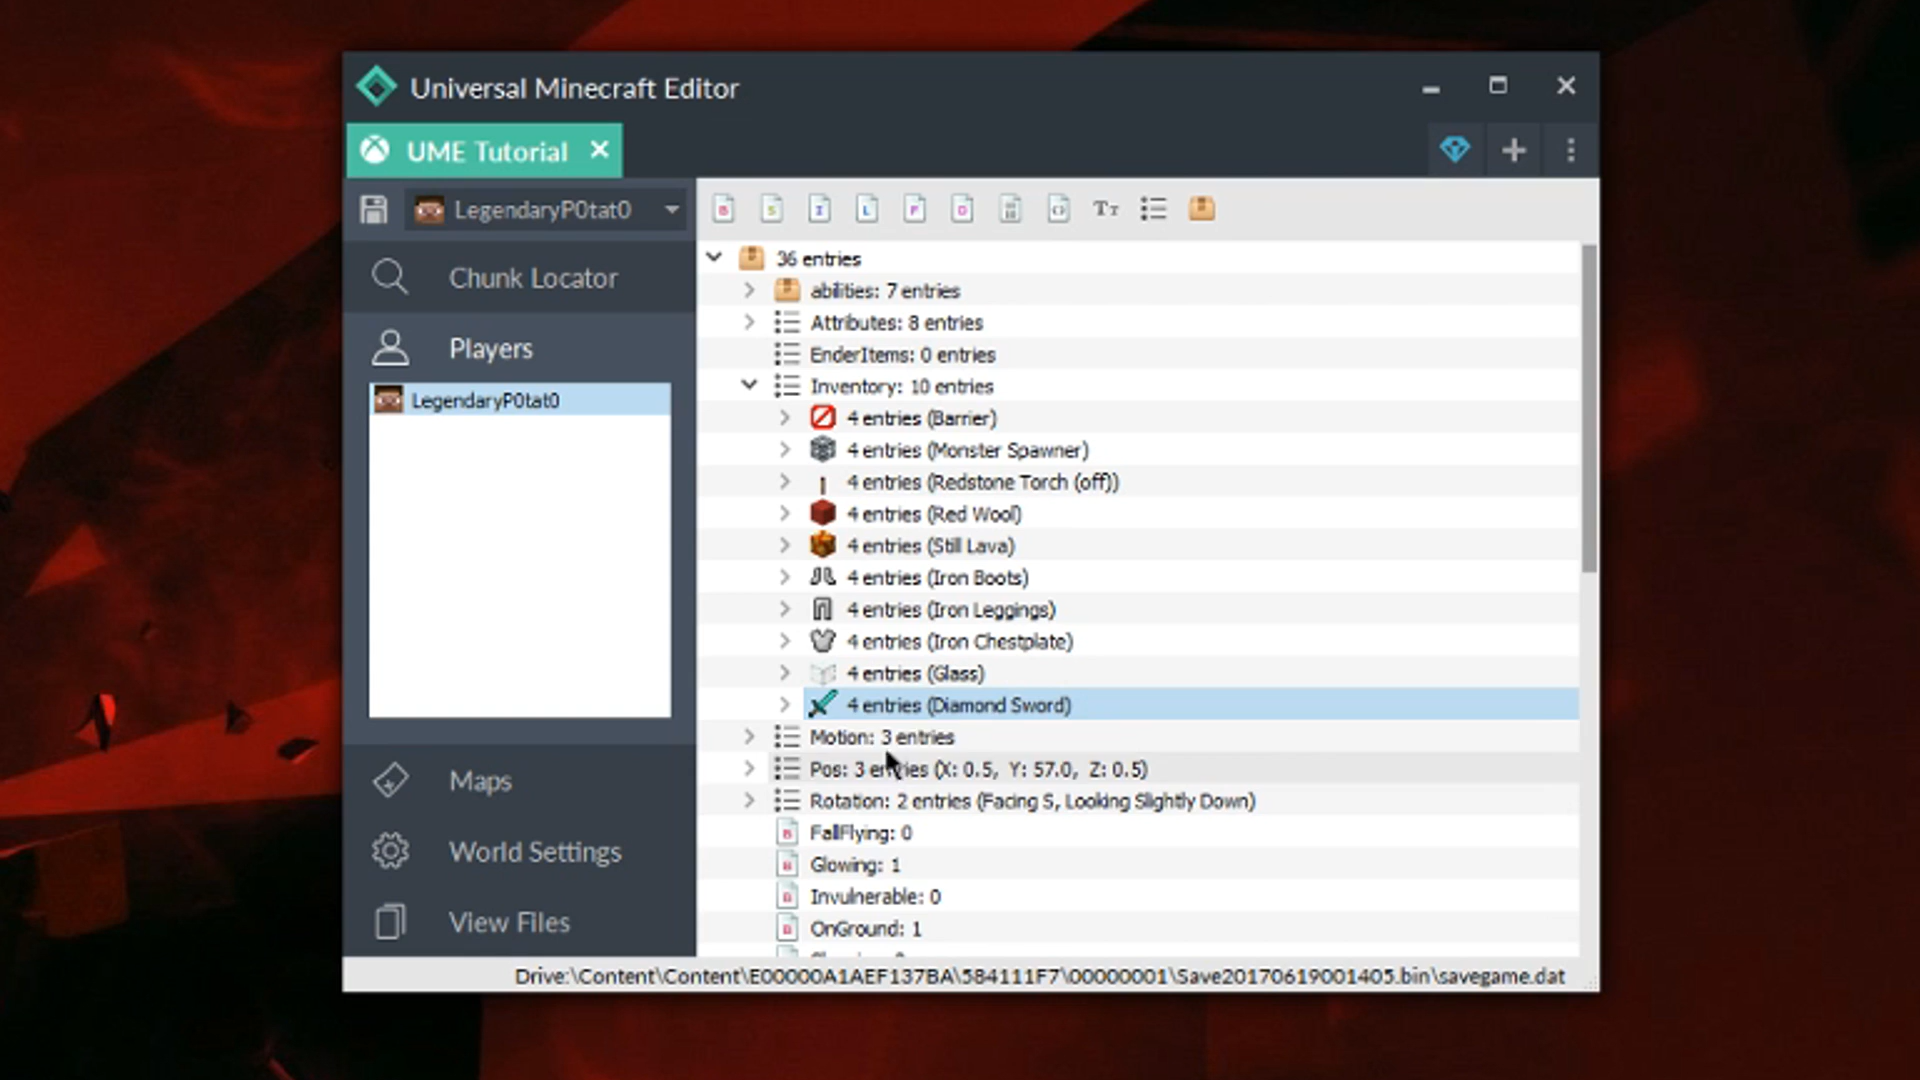 Universal Minecraft Editor
UME Tutorial
LegendaryP0tat0
Chunk Locator
Players
LegendaryP0tat0
Maps
World Settings
View Files
Tт
36 entries
abilities: 7 entries
Attributes: 8 entries
EnderItems: 0 entries
Inventory: 10 entries
4 entries (Barrier)
4 entries (Monster Spawner)
4 entries (Redstone Torch (off))
4 entries (Red Wool)
4 entries (Still Lava)
4 entries (Iron Boots)
4 entries (Iron Leggings)
4 entries (Iron Chestplate)
4 entries (Glass)
4 entries (Diamond Sword)
Motion: 3 entries
Pos: 3 entries (X: 0.5, Y: 57.0, Z: 0.5)
Rotation: 2 entries (Facing S, Looking Slightly Down)
FallFlying: 0
Glowing: 1
Invulnerable: 0
OnGround: 1
Drive:\Content\Content\E00000A1AEF137BA\584111F7\00000001\Save20170619001405.bin\savegame.dat